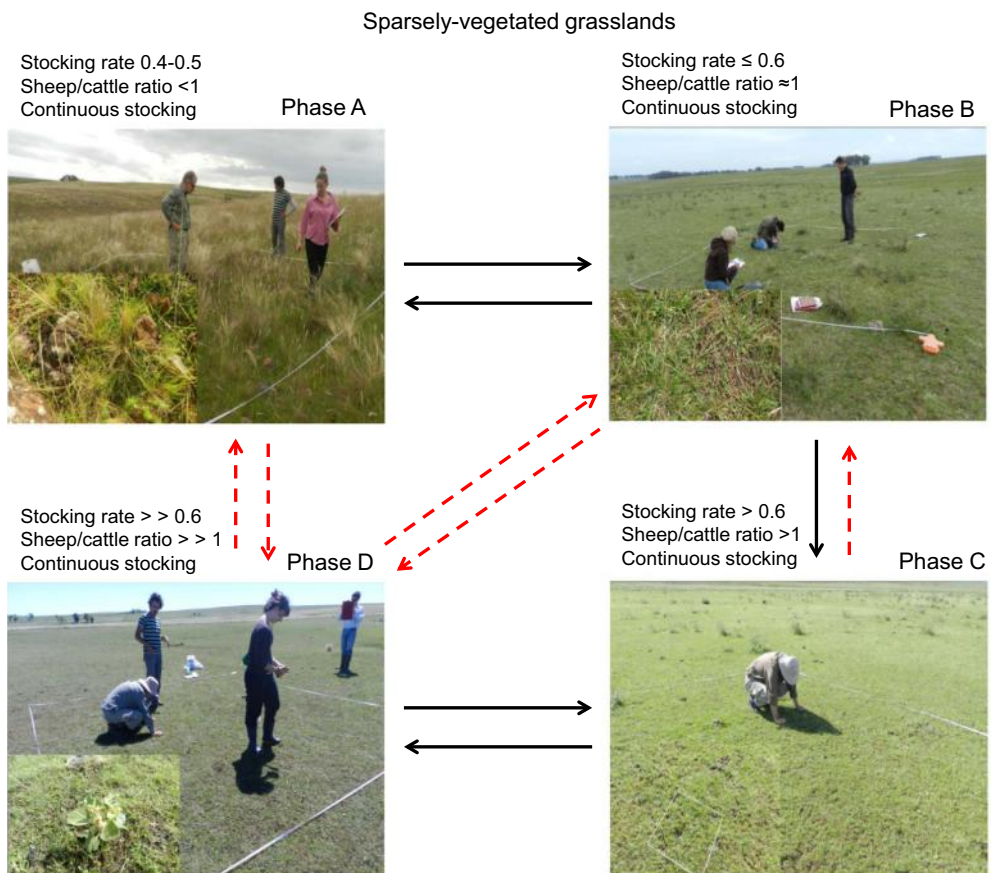 Sparsely-vegetated grasslands
Stocking rate 0.4-0.5
Sheep/cattle ratio <1
Continuous stocking
Phase A
Stocking rate ≤ 0.6
Sheep/cattle ratio ≈1
Continuous stocking
Phase B
Stocking rate > > 0.6
Sheep/cattle ratio > > 1
Continuous stocking
Phase D
Stocking rate > 0.6
Sheep/cattle ratio >1
Continuous stocking
Phase C